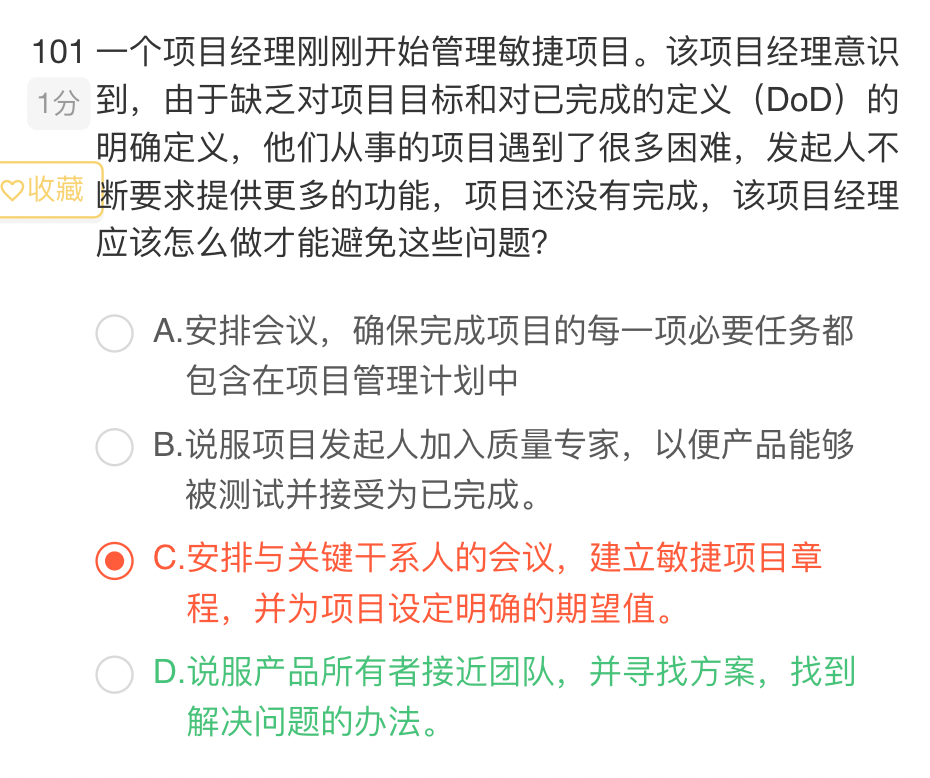 101 一个项目经理刚刚开始管理敏捷项目。该项目经理意识
1分 到，由于缺乏对项目目标和对已完成的定义（DoD）的
明确定义，他们从事的项目遇到了很多困难，发起人不
收藏 断要求提供更多的功能，项目还没有完成，该项目经理
应该怎么做才能避免这些问题？
A.安排会议，确保完成项目的每一项必要任务都
包含在项目管理计划中
B.说服项目发起人加入质量专家，以便产品能够
被测试并接受为已完成。
C.安排与关键干系人的会议，建立敏捷项目章
程，并为项目设定明确的期望值。
D.说服产品所有者接近团队，并寻找方案，找到
解决问题的办法。